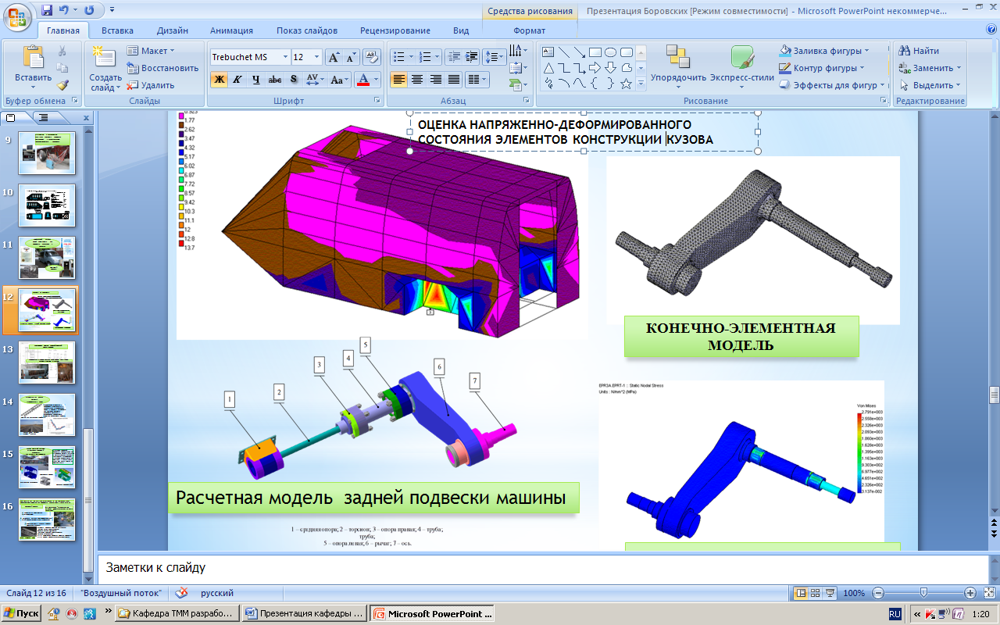 Средства рисования
Презентация Боровских [Режим совместимости] - Microsoft PowerPoint некоммерче...
Главная
Вставка
Дизайн
Анимация
Показ слайдов
Рецензирование
Вид
Формат
Вставить
Буфер обмена
Создать слайд
Макет
Восстановить
Удалить
Слайды
Trebuchet MS
12
Ж К Ч abc S AV Aa А
Шрифт
Абзац
Упорядочить
Экспресс-стили
Заливка фигуры
Контур фигуры
Эффекты для фигур
Рисование
Найти
Заменить
Выделить
Редактирование
9
10
11
12
13
14
15
16
ОЦЕНКА НАПРЯЖЕННО-ДЕФОРМИРОВАННОГО
СОСТОЯНИЯ ЭЛЕМЕНТОВ КОНСТРУКЦИИ КУЗОВА
1.77
2.62
3.47
4.32
5.17
6.02
6.87
7.72
8.57
9.42
10.3
11.1
12
12.8
13.7
КОНЕЧНО-ЭЛЕМЕНТНАЯ
МОДЕЛЬ
1
2
3
4
5
6
7
Расчетная модель задней подвески машины
1 – средняя опора; 2 – торсион; 3 – опора правая; 4 – труба;
труба;
5 – опора левая; 6 – рычаг; 7 – ось.
EPR3A.EPRT-1 :: Static Nodal Stress
Units : N/mm^2 (MPa)
Von Mises
2.791e+003
2.558e+003
2.326e+003
2.093e+003
1.860e+003
1.628e+003
1.395e+003
1.163e+003
9.303e+002
6.977e+002
4.651e+002
2.326e+002
3.137e-002
Заметки к слайду
Слайд 12 из 16
"Воздушный поток"
русский
100%
Пуск
Кафедра ТММ разрабо...
Презентация кафедры ...
Microsoft PowerPoint ...
RU
1:20